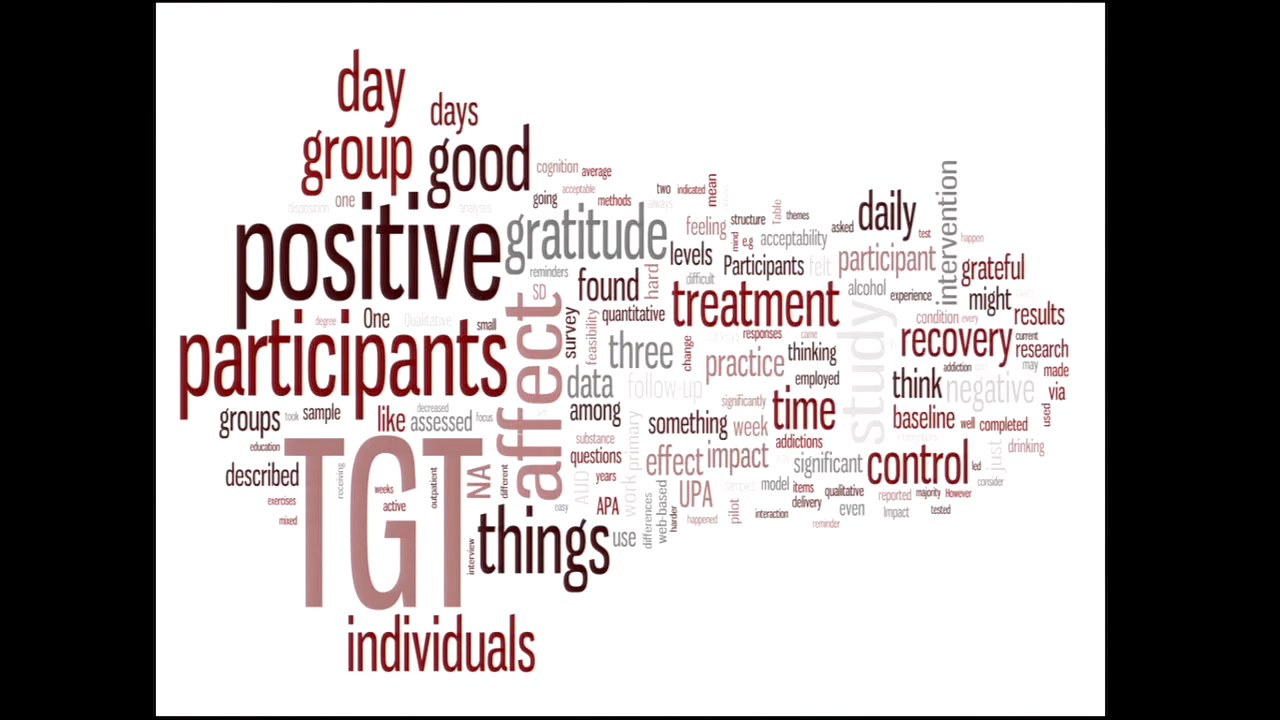 day
days
group
good
cognition
average
acceptable
going
methods
one
disposition
analyses
two
indicated
mean
always
positive
gratitude
feeling
structure
Table
themes
asked
daily
intervention
test
happen
mind
e.g
acceptability
levels
Participants
felt
participant
grateful
reminders
SD
found
hard
difficult
treatment
alcohol
experience
might
results
condition
every
degree
One
Qualitative
small
survey
quantitative
feasibility
responses
came
study
recovery
current
research
participants
affect
three
change
practice
thinking
employed
addiction
may
made
data
follow-up
think
negative
via
groups
took
sample
like
decreased
assessed
focus
among
something
significantly
week
time
addictions
baseline
well
completed
used
education
substance
questions
primary
effect
impact
significant
control
led
just
drinking
consider
described
TGT
receiving
weeks
active
outpatient
NA
different
years
AUD
work
web-based
UPA
samples
model
items
qualitative
reported
majority
However
exercises
mixed
easy
APA
differences
harder
happened
pilot
interaction
delivery
even
Impact
tested
reminder
interview
things
use
individuals